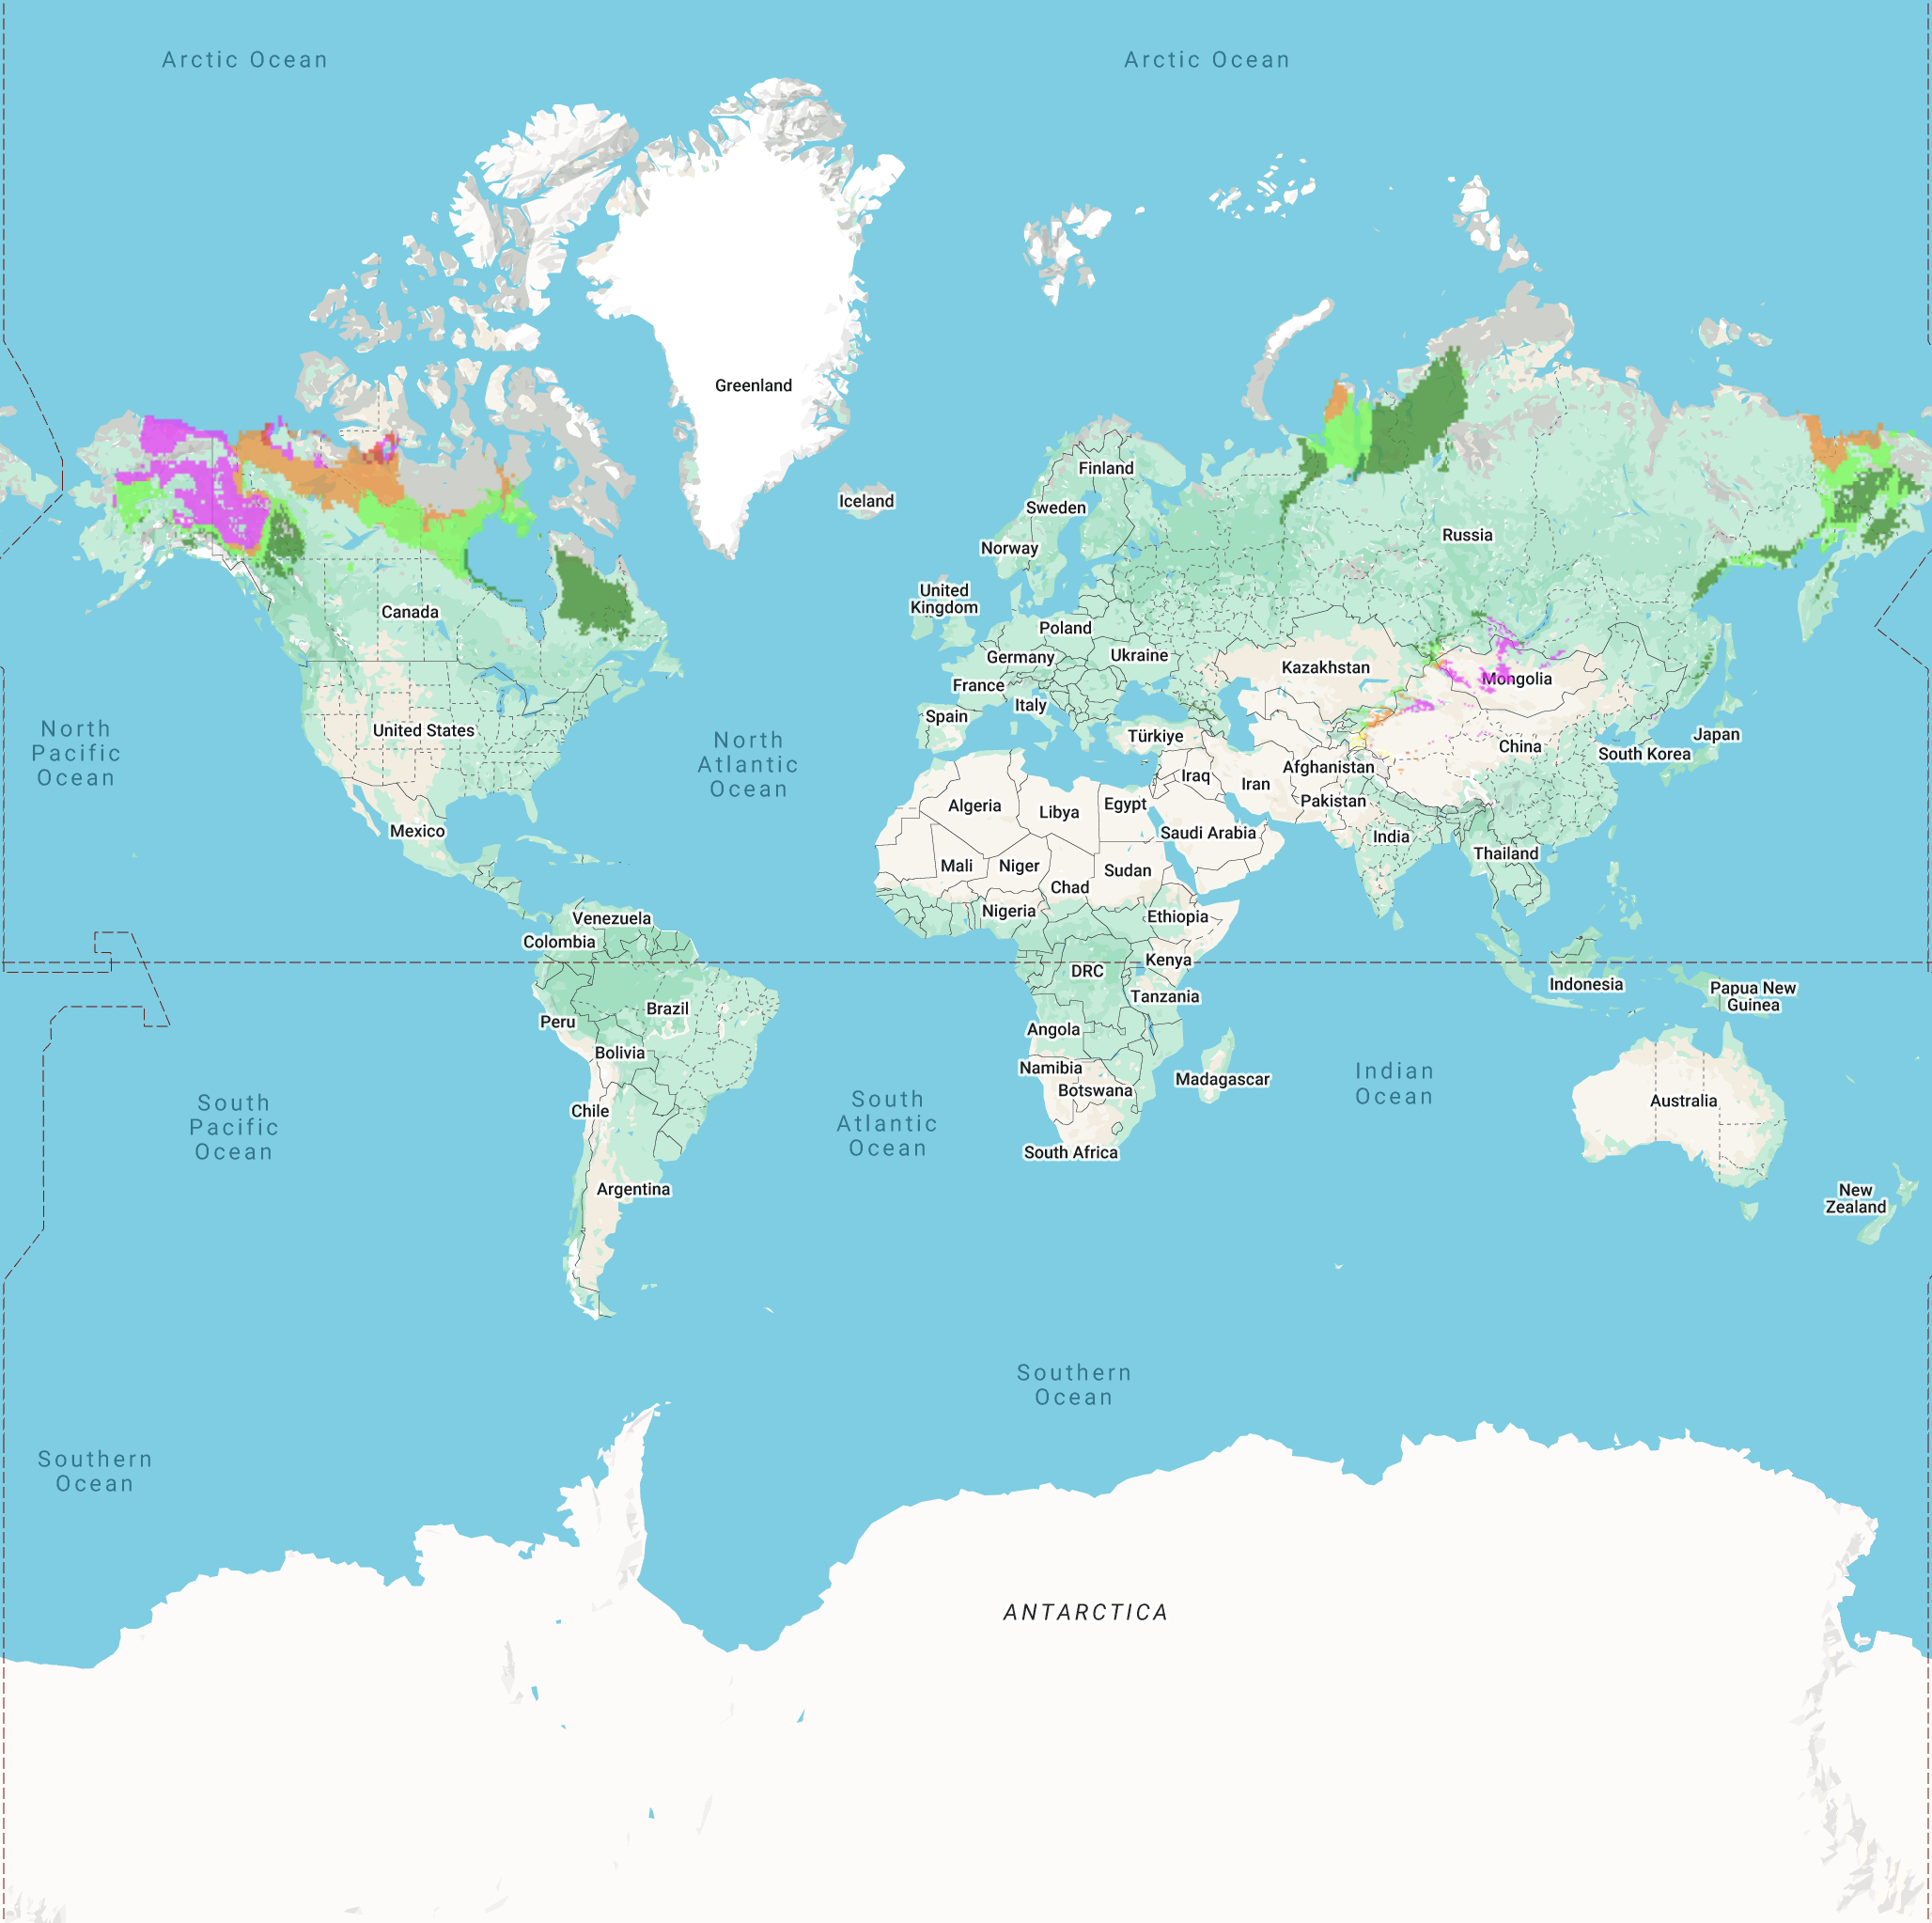 Arctic Ocean
Arctic Ocean
Greenland
Finland
Iceland
Sweden
Russia
Norway
United
Kingdom
Canada
Poland
Germany
Ukraine
Kazakhstan
Mongolia
France
Italy
Spain
United States
Türkiye
Japan
China
South Korea
North
Pacific
Ocean
North
Atlantic
Ocean
Iraq
Afghanistan
Iran
Pakistan
Algeria
Libya
Egypt
Mexico
Saudi Arabia
India
Thailand
Mali
Niger
Sudan
Chad
Nigeria
Ethiopia
Venezuela
Colombia
Kenya
DRC
Indonesia
Tanzania
Papua New
Guinea
Brazil
Peru
Angola
Bolivia
Namibia
Botswana
Madagascar
Indian
Ocean
Chile
Australia
South
Pacific
Ocean
South
Atlantic
Ocean
South Africa
Argentina
New
Zealand
Southern
Ocean
Southern
Ocean
ANTARCTICA